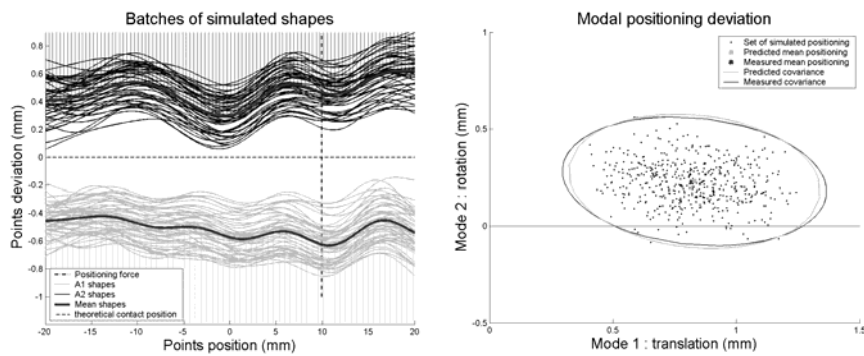 Batches of simulated shapes
Points deviation (mm)
0.8
0.6
0.4
0.2
0
-0.2
-0.4
-0.6
-0.8
-1
Positioning force
A1 shapes
A2 shapes
Mean shapes
theoretical contact position
-20
-15
-10
-5
0
5
10
15
20
Points position (mm)
Modal positioning deviation
Mode 2 : rotation (mm)
1
0.5
0
-0.5
Set of simulated positioning
Predicted mean positioning
Measured mean positioning
Predicted covariance
Measured covariance
0
0.5
1
1.5
Mode 1 : translation (mm)